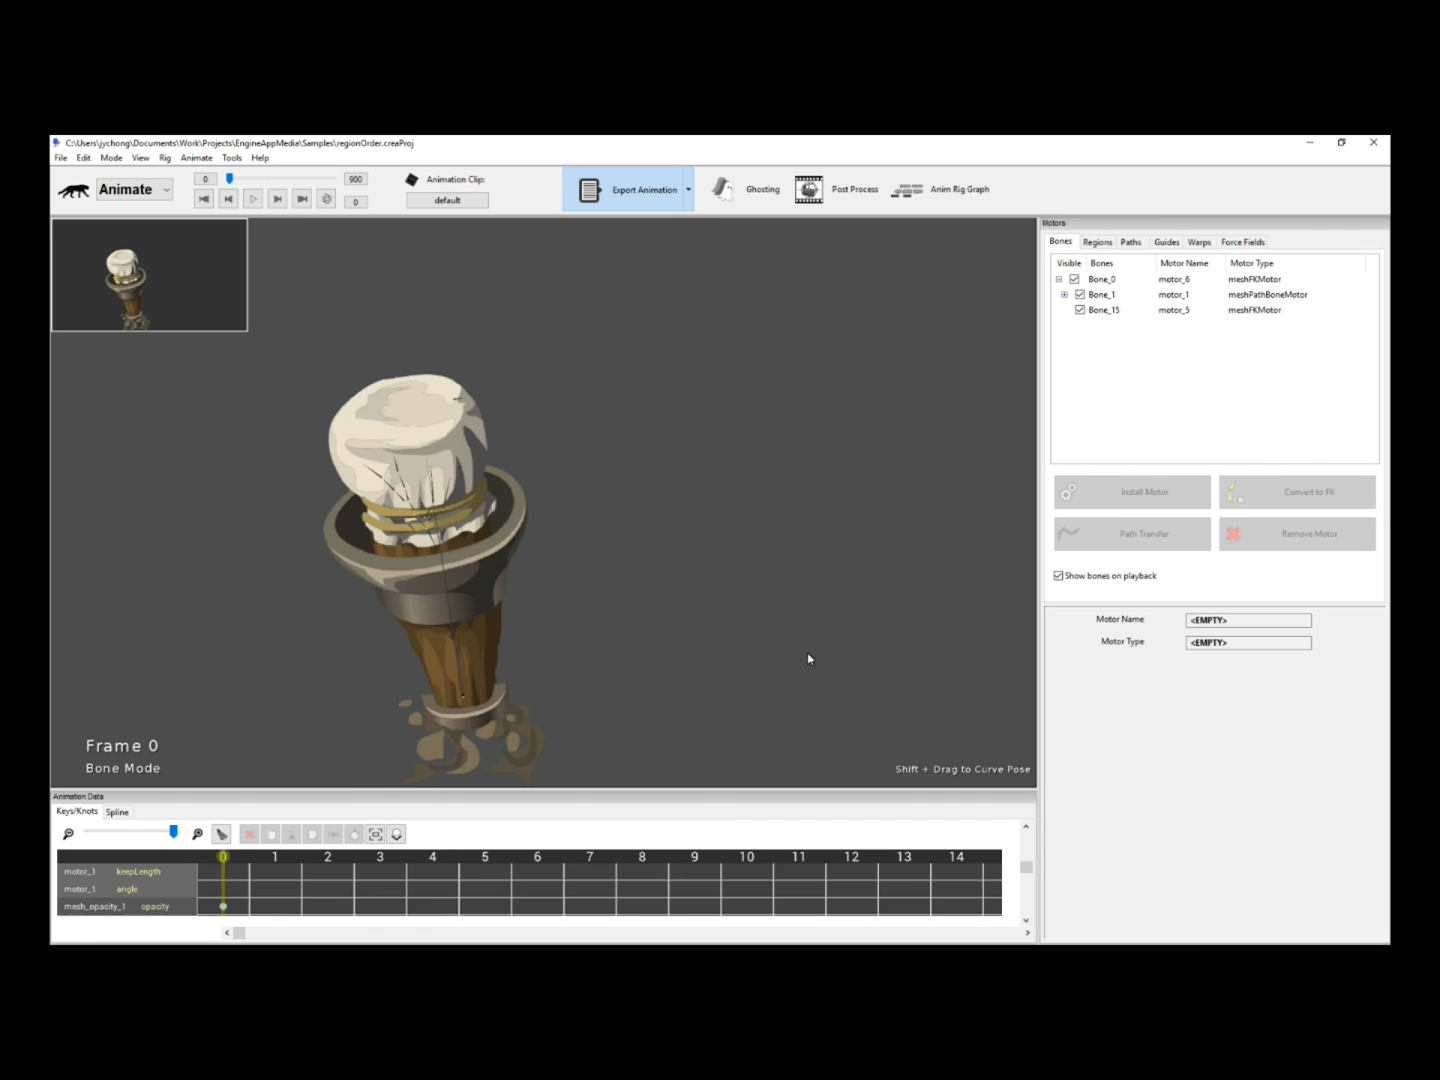 C:\Users\jychong\Documents\Work\Projects\EngineAppMedia\Samples\regionOrder.creaProj
File Edit Mode View Rig Animate Tools Help
Animate
0 900
0
Animation Clip:
default
Export Animation
Ghosting
Post Process
Anim Rig Graph
Motors
Bones Regions Paths Guides Warps Force Fields
Visible Bones Motor Name Motor Type
Bone_0 motor_6 meshFKMotor
Bone_1 motor_1 meshPathBoneMotor
Bone_15 motor_5 meshFKMotor
Install Motor Convert to FK
Path Transfer Remove Motor
Show bones on playback
Motor Name <EMPTY>
Motor Type <EMPTY>
Frame 0
Bone Mode
Shift + Drag to Curve Pose
Animation Data
Keys/Knots Spline
0 1 2 3 4 5 6 7 8 9 10 11 12 13 14
motor_1 keepLength
motor_1 angle
mesh_opacity_1 opacity